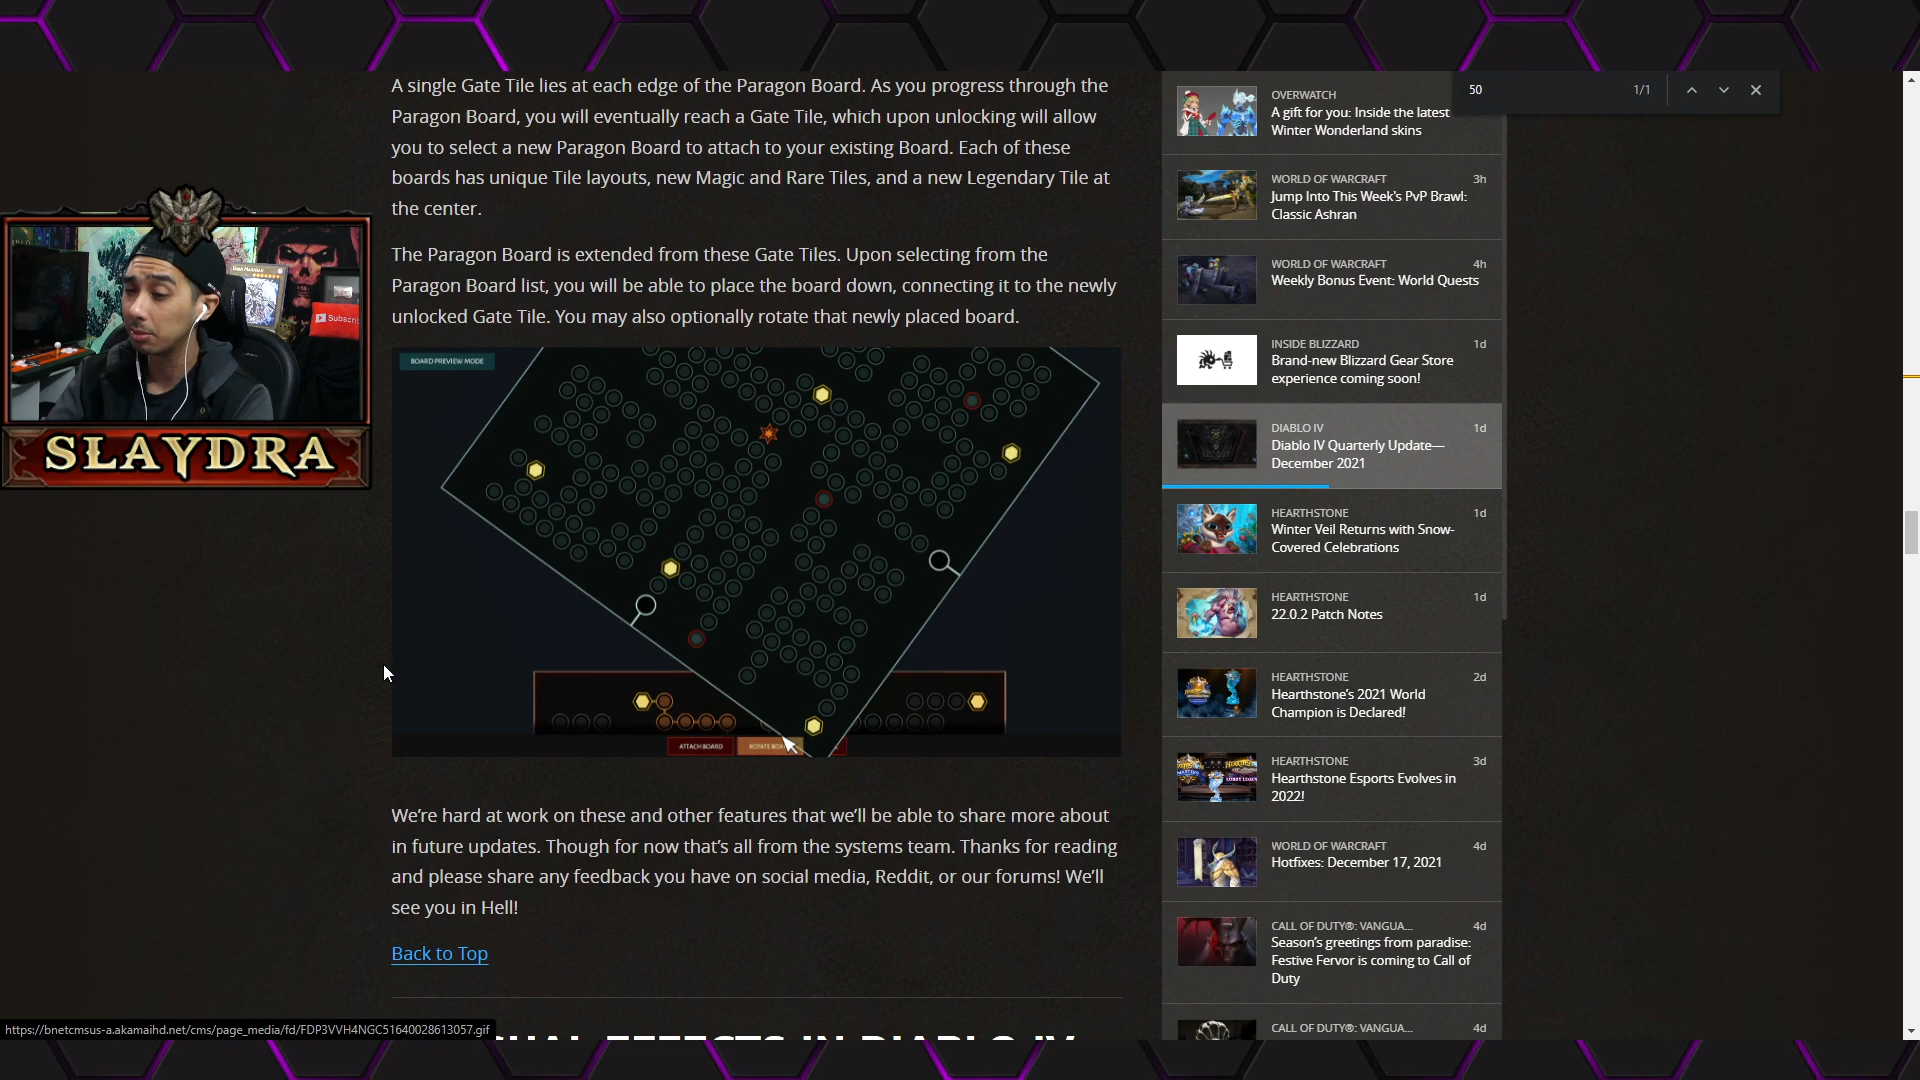 A single Gate Tile lies at each edge of the Paragon Board. As you progress through the
Paragon Board, you will eventually reach a Gate Tile, which upon unlocking will allow
you to select a new Paragon Board to attach to your existing Board. Each of these
boards has unique Tile layouts, new Magic and Rare Tiles, and a new Legendary Tile at
the center.
The Paragon Board is extended from these Gate Tiles. Upon selecting from the
Paragon Board list, you will be able to place the board down, connecting it to the newly
unlocked Gate Tile. You may also optionally rotate that newly placed board.
BOARD PREVIEW MODE
ATTACH BOARD
We’re hard at work on these and other features that we’ll be able to share more about
in future updates. Though for now that’s all from the systems team. Thanks for reading
and please share any feedback you have on social media, Reddit, or our forums! We’ll
see you in Hell!
Back to Top
IN DIABLO IV
https://bnetcmsus-a.akamaihd.net/cms/page_media/fd/FDP3VVH4NGC51640028613057.gif
Subscri
SLAYDRA
50
1/1
OVERWATCH
A gift for you: Inside the latest
Winter Wonderland skins
WORLD OF WARCRAFT 3h
Jump Into This Week's PvP Brawl:
Classic Ashran
WORLD OF WARCRAFT 4h
Weekly Bonus Event: World Quests
INSIDE BLIZZARD 1d
Brand-new Blizzard Gear Store
experience coming soon!
DIABLO IV 1d
Diablo IV Quarterly Update—
December 2021
HEARTHSTONE 1d
Winter Veil Returns with Snow-
Covered Celebrations
HEARTHSTONE 1d
22.0.2 Patch Notes
HEARTHSTONE 2d
Hearthstone’s 2021 World
Champion is Declared!
HEARTHSTONE 3d
Hearthstone Esports Evolves in
2022!
WORLD OF WARCRAFT 4d
Hotfixes: December 17, 2021
CALL OF DUTY®: VANGUA... 4d
Season’s greetings from paradise:
Festive Fervor is coming to Call of
Duty
CALL OF DUTY®: VANGUA... 4d